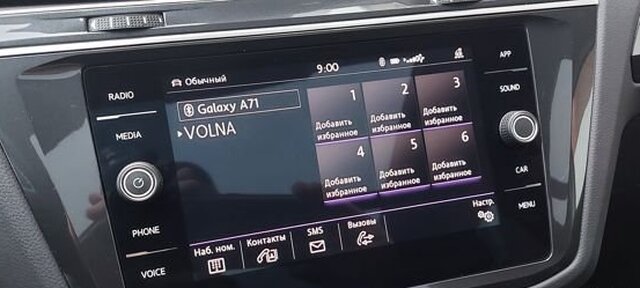 RADIO
MEDIA
PHONE
VOICE
Обычный
9:00
Galaxy A71
VOLNA
1
Добавить
избранное
2
Добавить
избранное
3
Добавить
избранное
4
Добавить
избранное
5
Добавить
избранное
6
Добавить
избранное
Наб. ном.
Контакты
SMS
Вызовы
Настр.
APP
SOUND
CAR
MENU